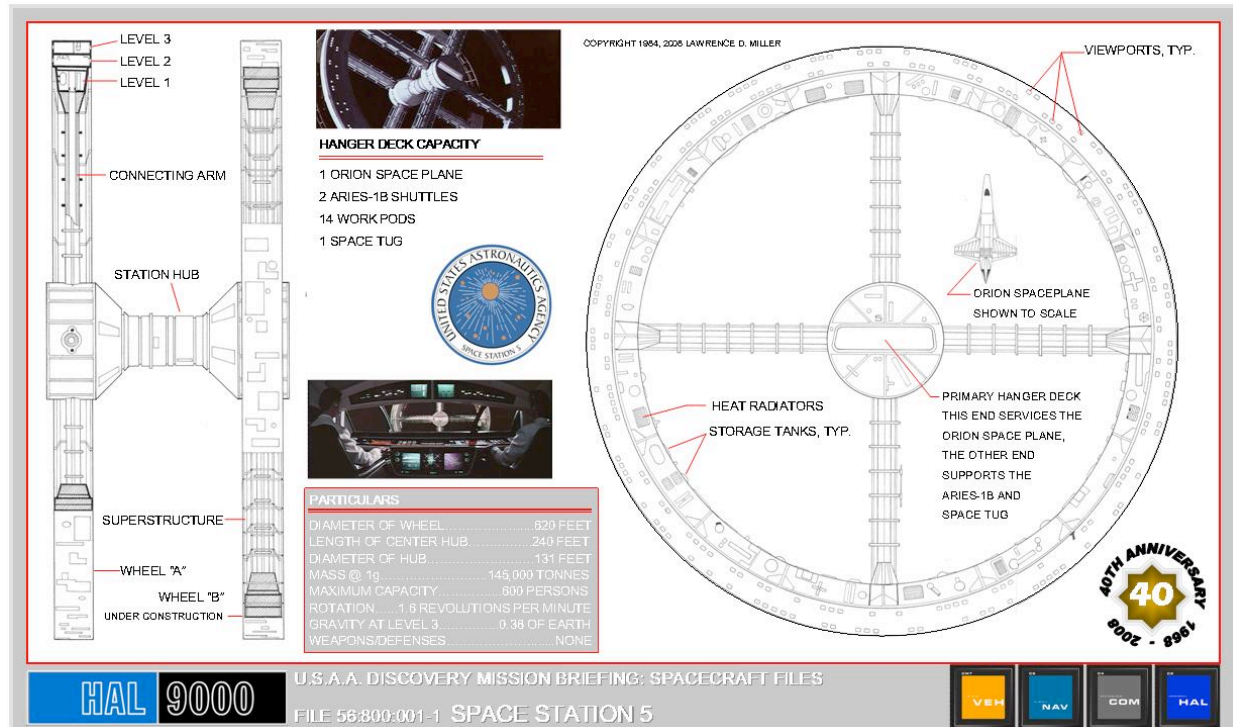 LEVEL 3
LEVEL 2
LEVEL 1
CONNECTING ARM
STATION HUB
SUPERSTRUCTURE
WHEEL "A"
WHEEL "B"
UNDER CONSTRUCTION
HANGER DECK CAPACITY
1 ORION SPACE PLANE
2 ARIES-1B SHUTTLES
14 WORK PODS
1 SPACE TUG
UNITED STATES ASTRONAUTICS AGENCY
SPACE STATION 5
PARTICULARS
DIAMETER OF WHEEL....................620 FEET
LENGTH OF CENTER HUB..............240 FEET
DIAMETER OF HUB.......................131 FEET
MASS @ 1g................145,000 TONNES
MAXIMUM CAPACITY...............600 PERSONS
ROTATION......1.6 REVOLUTIONS PER MINUTE
GRAVITY AT LEVEL 3............0.38 OF EARTH
WEAPONS/DEFENSES.......................NONE
COPYRIGHT 1984, 2008 LAWRENCE D. MILLER
VIEWPORTS, TYP.
ORION SPACEPLANE
SHOWN TO SCALE
5
HEAT RADIATORS
STORAGE TANKS, TYP.
PRIMARY HANGER DECK
THIS END SERVICES THE
ORION SPACE PLANE,
THE OTHER END
SUPPORTS THE
ARIES-1B AND
SPACE TUG
40TH ANNIVERSARY
40
1968 - 2008
HAL 9000
U.S.A.A. DISCOVERY MISSION BRIEFING: SPACECRAFT FILES
FILE 56:800:001-1 SPACE STATION 5
VEH
NAV
COM
HAL